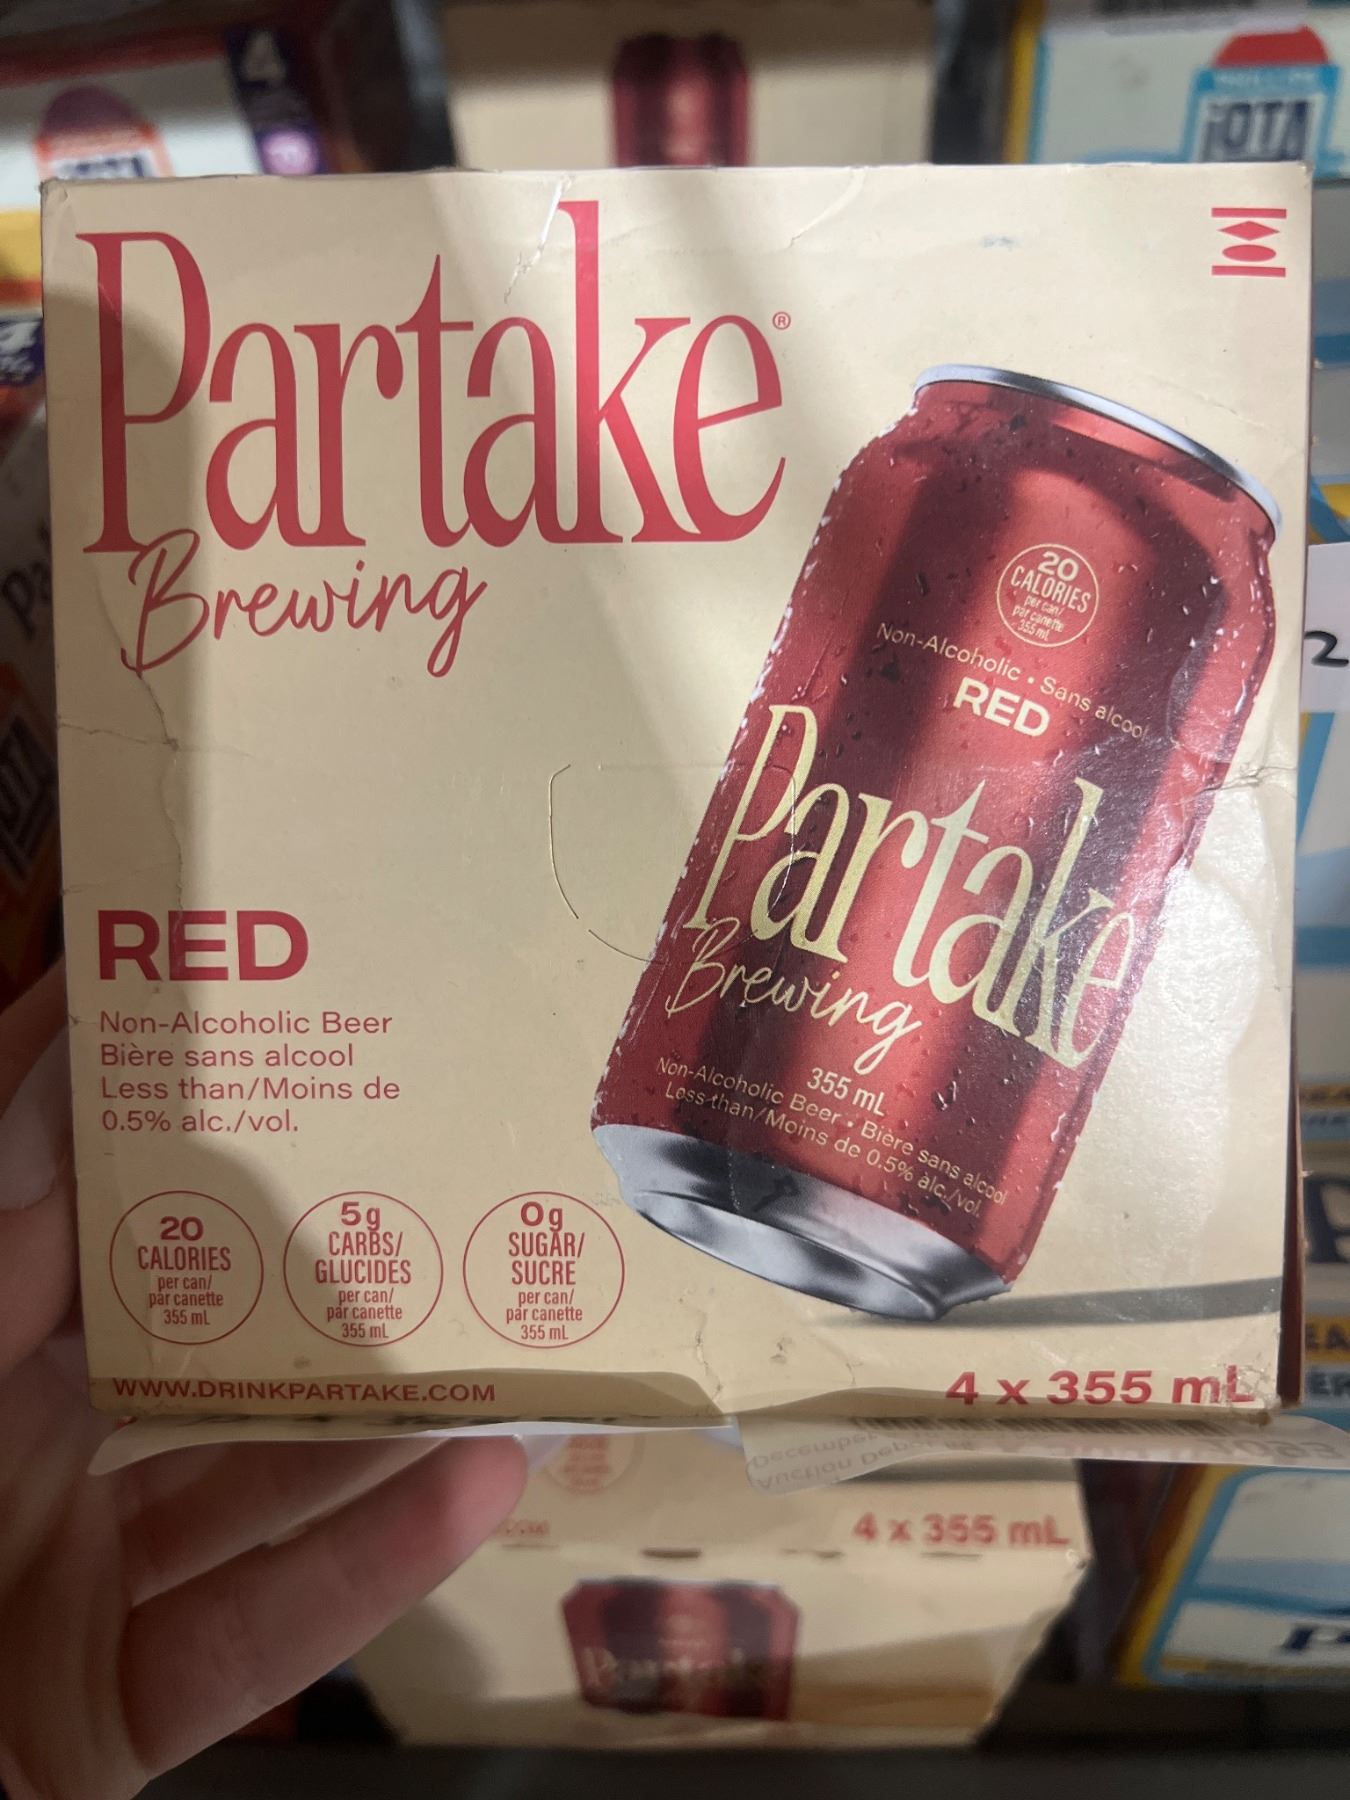 4
iOTA
Partake®
Brewing
RED
Non-Alcoholic Beer
Bière sans alcool
Less than/Moins de
0.5% alc./vol.
20
CALORIES
per can/
par canette
355 mL
5g
CARBS/
GLUCIDES
per can/
par canette
355 mL
0g
SUGAR/
SUCRE
per can/
par canette
355 mL
WWW.DRINKPARTAKE.COM
4 x 355 mL
20
CALORIES
per can/
par canette
355 mL
Non-Alcoholic • Sans alcool
RED
Partake
Brewing
355 mL
Non-Alcoholic Beer • Bière sans alcool
Less than/Moins de 0.5% alc./vol.
2
4 x 355 mL
Partake